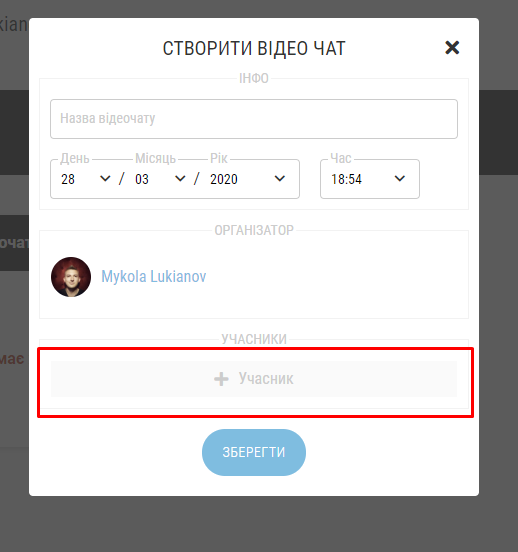 kian
СТВОРИТИ ВІДЕО ЧАТ
ІНФО
Назва відеочату
День Місяць Рік Час
28 / 03 / 2020 18:54
очат
ОРГАНІЗАТОР
Mykola Lukianov
УЧАСНИКИ
має
Учасник
ЗБЕРЕГТИ